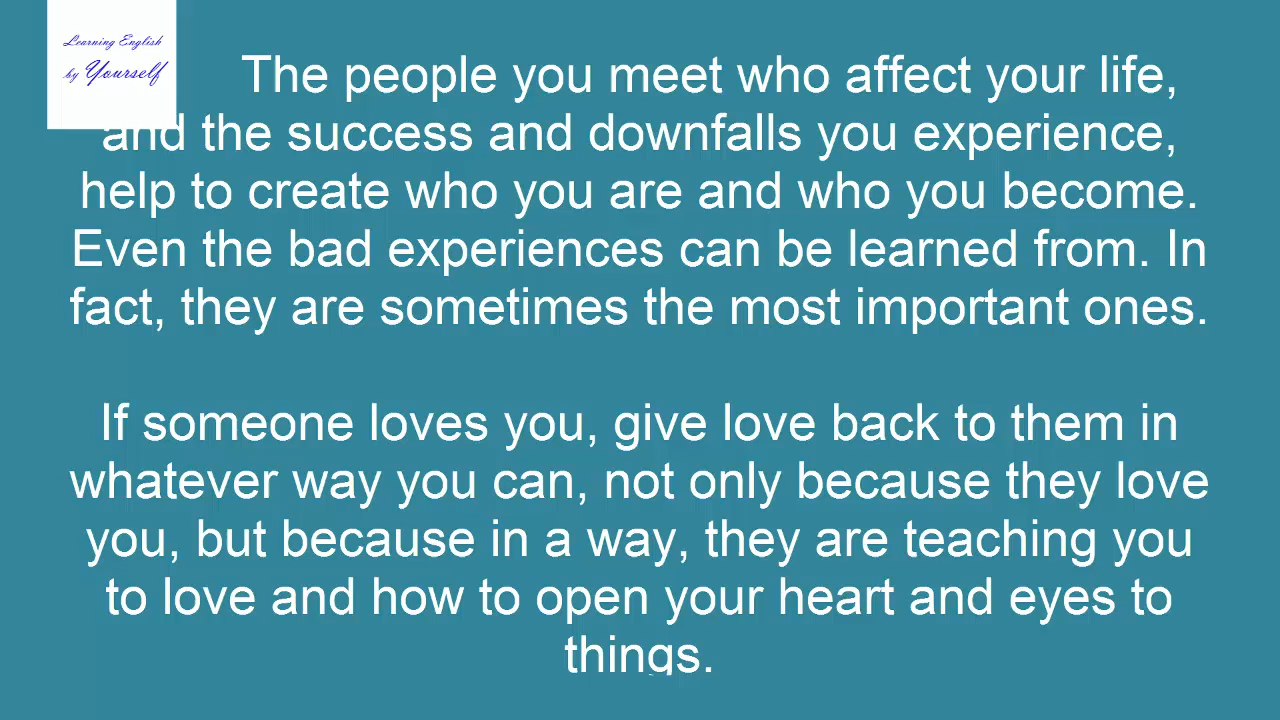 Learning English
by Yourself
The people you meet who affect your life,
and the success and downfalls you experience,
help to create who you are and who you become.
Even the bad experiences can be learned from. In
fact, they are sometimes the most important ones.
If someone loves you, give love back to them in
whatever way you can, not only because they love
you, but because in a way, they are teaching you
to love and how to open your heart and eyes to
things.